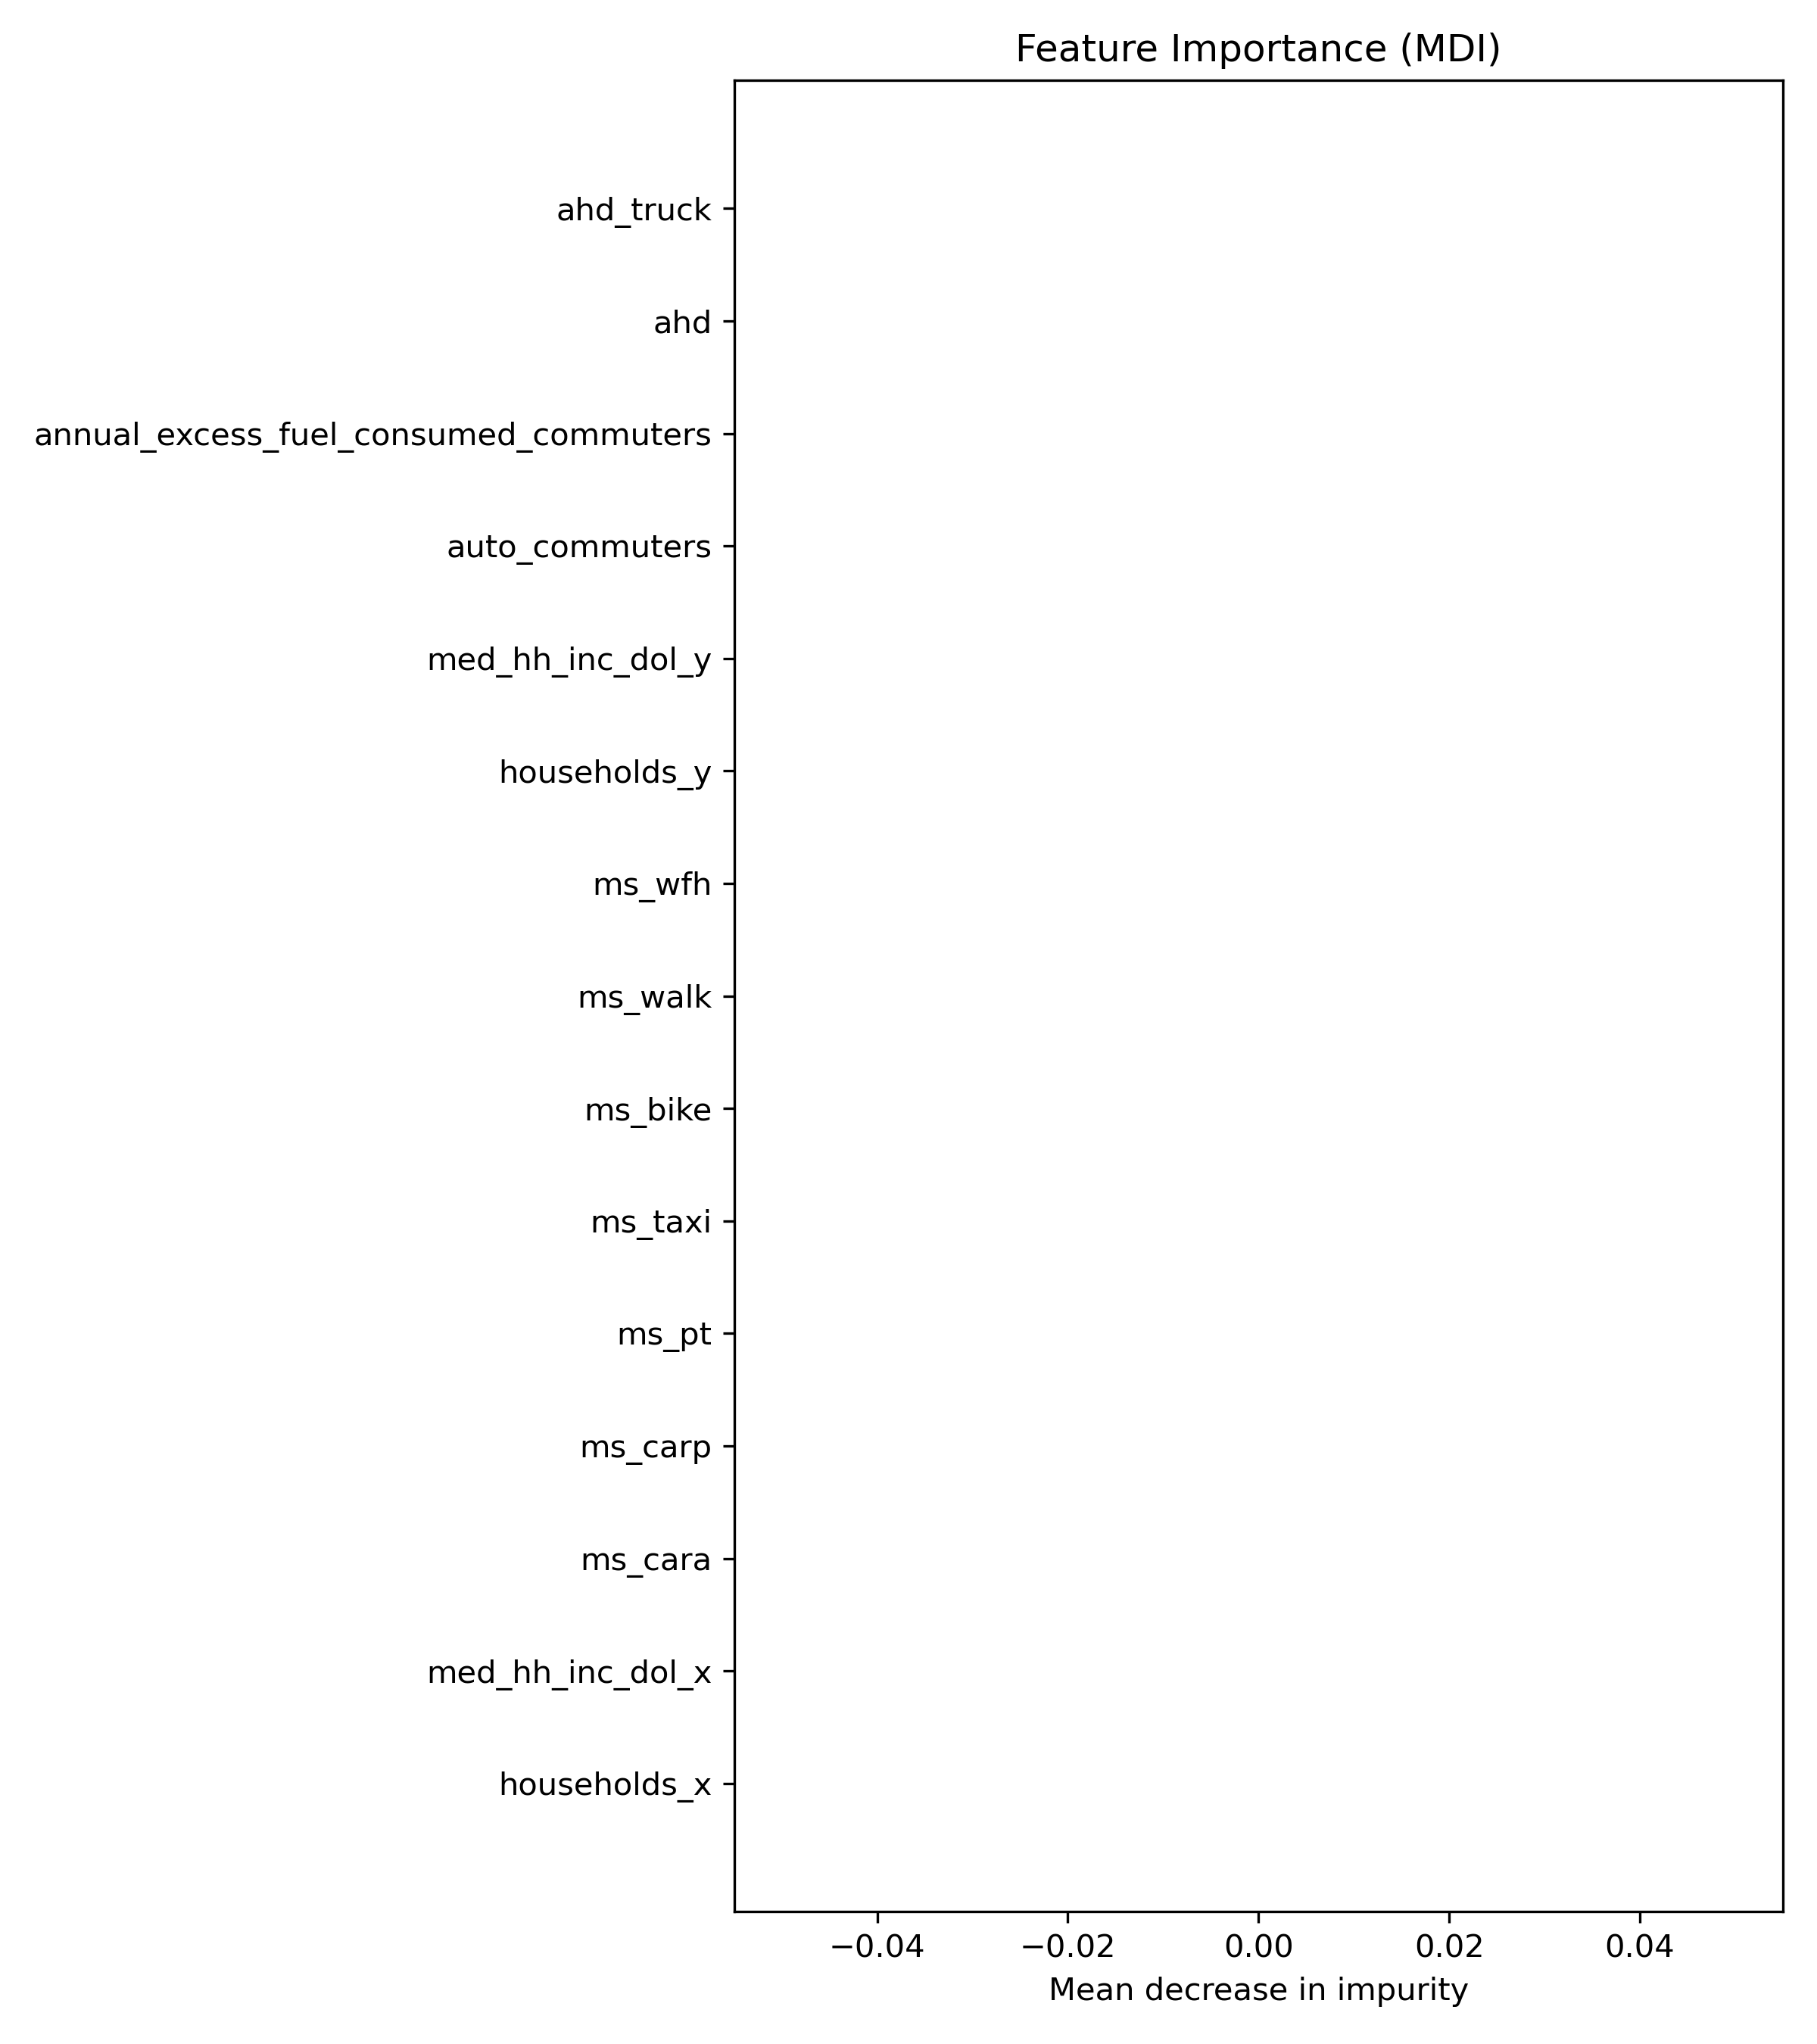 Feature Importance (MDI)
ahd_truck
ahd
annual_excess_fuel_consumed_commuters
auto_commuters
med_hh_inc_dol_y
households_y
ms_wfh
ms_walk
ms_bike
ms_taxi
ms_pt
ms_carp
ms_cara
med_hh_inc_dol_x
households_x
−0.04 −0.02 0.00 0.02 0.04
Mean decrease in impurity